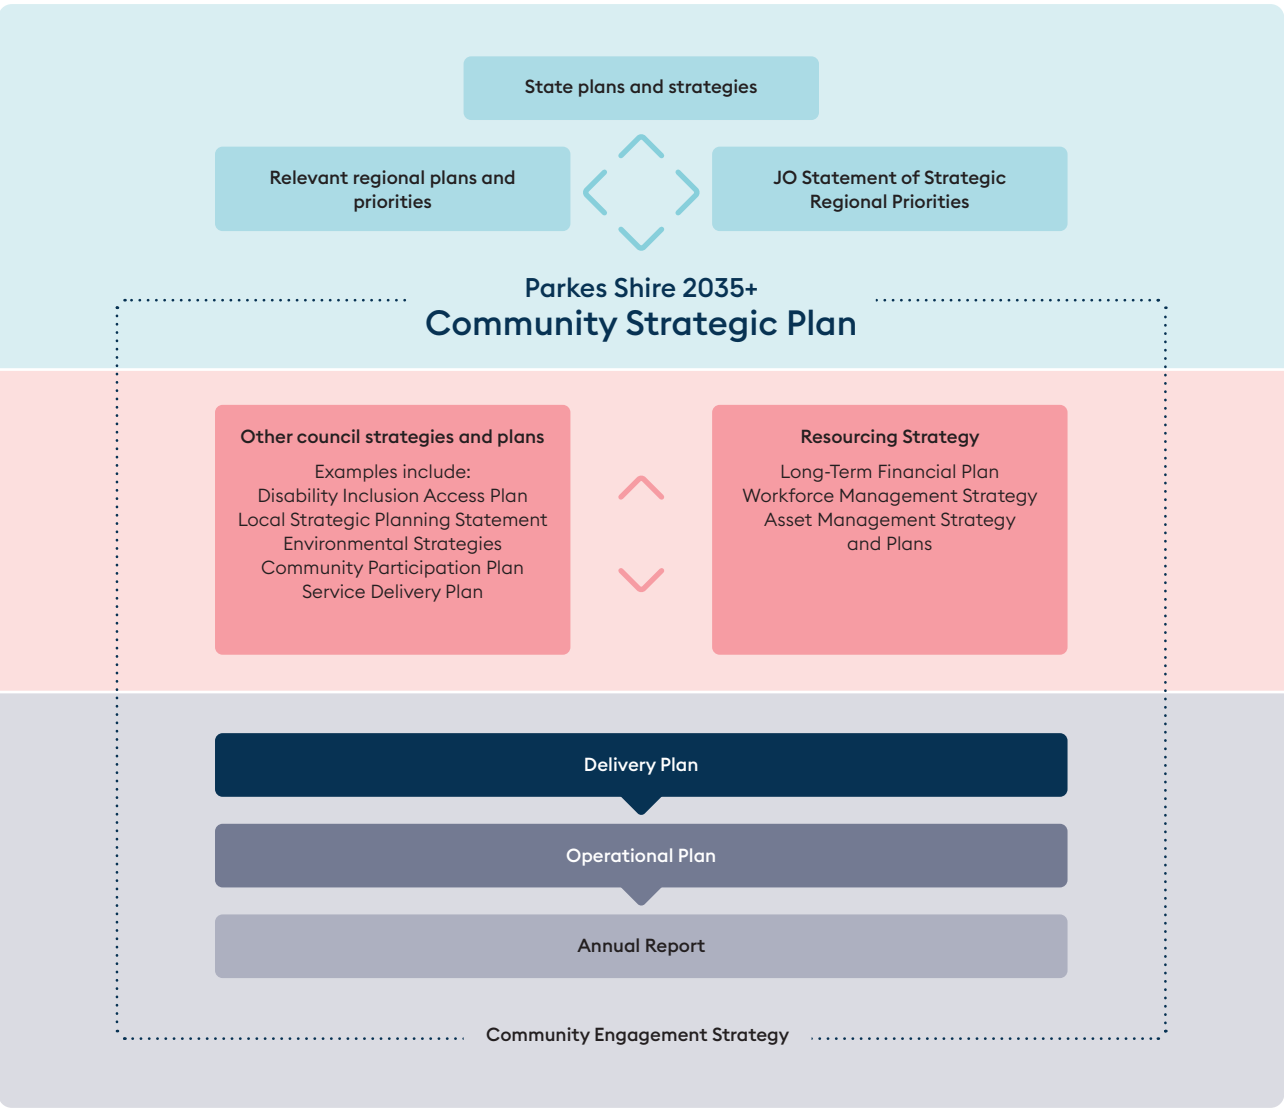 State plans and strategies
Relevant regional plans and
priorities
JO Statement of Strategic
Regional Priorities
Parkes Shire 2035+
Community Strategic Plan
Other council strategies and plans
Examples include:
Disability Inclusion Access Plan
Local Strategic Planning Statement
Environmental Strategies
Community Participation Plan
Service Delivery Plan
Resourcing Strategy
Long-Term Financial Plan
Workforce Management Strategy
Asset Management Strategy
and Plans
Delivery Plan
Operational Plan
Annual Report
Community Engagement Strategy